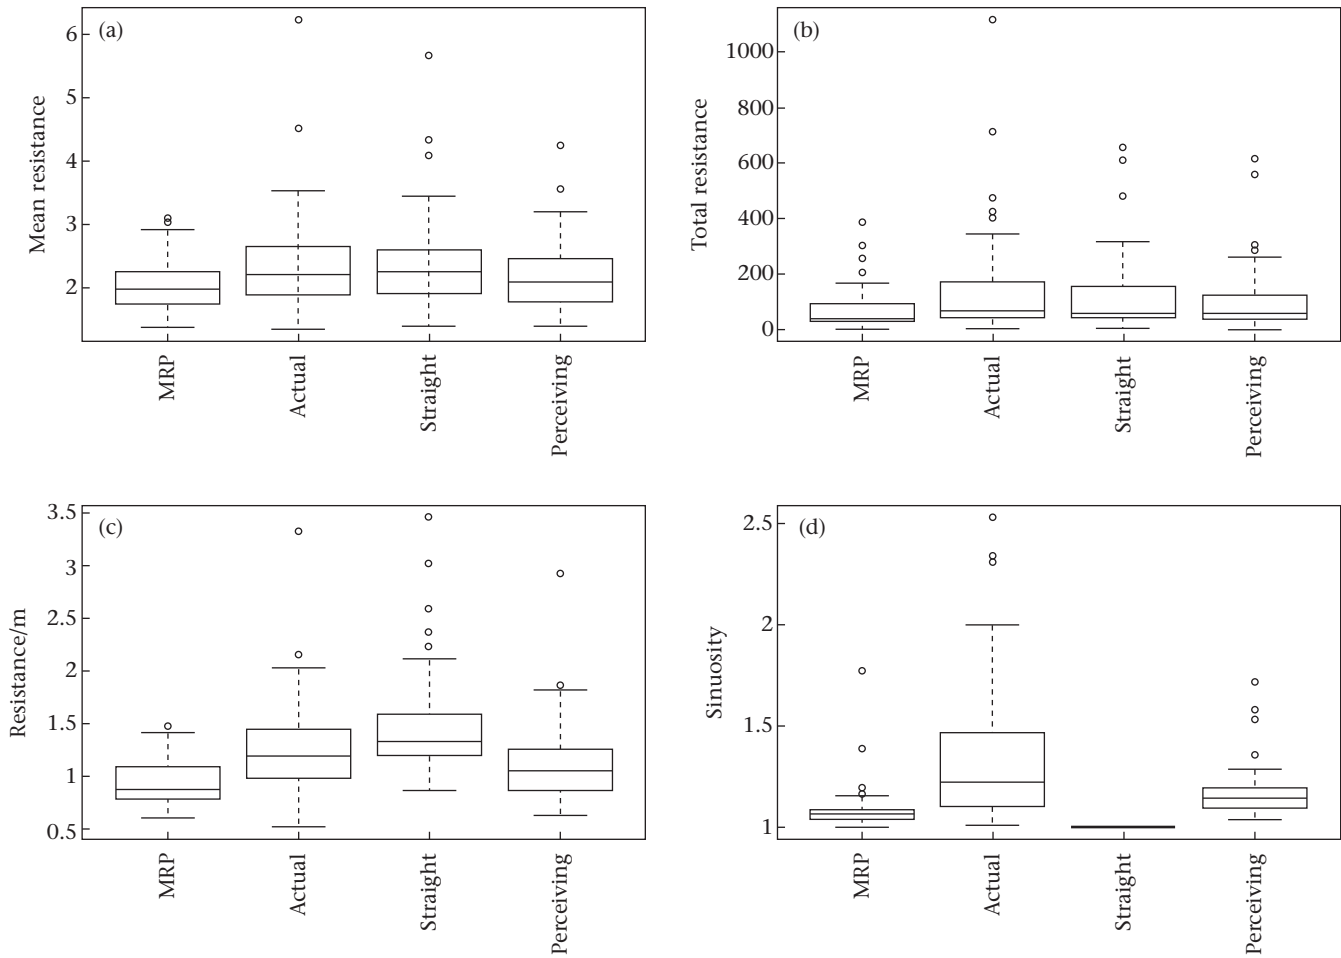 (a)
Mean resistance
6
5
4
3
2
MRP
Actual
Straight
Perceiving
(b)
Total resistance
1000
800
600
400
200
0
MRP
Actual
Straight
Perceiving
(c)
Resistance/m
3.5
3
2.5
2
1.5
1
0.5
MRP
Actual
Straight
Perceiving
(d)
Sinuosity
2.5
2
1.5
1
MRP
Actual
Straight
Perceiving